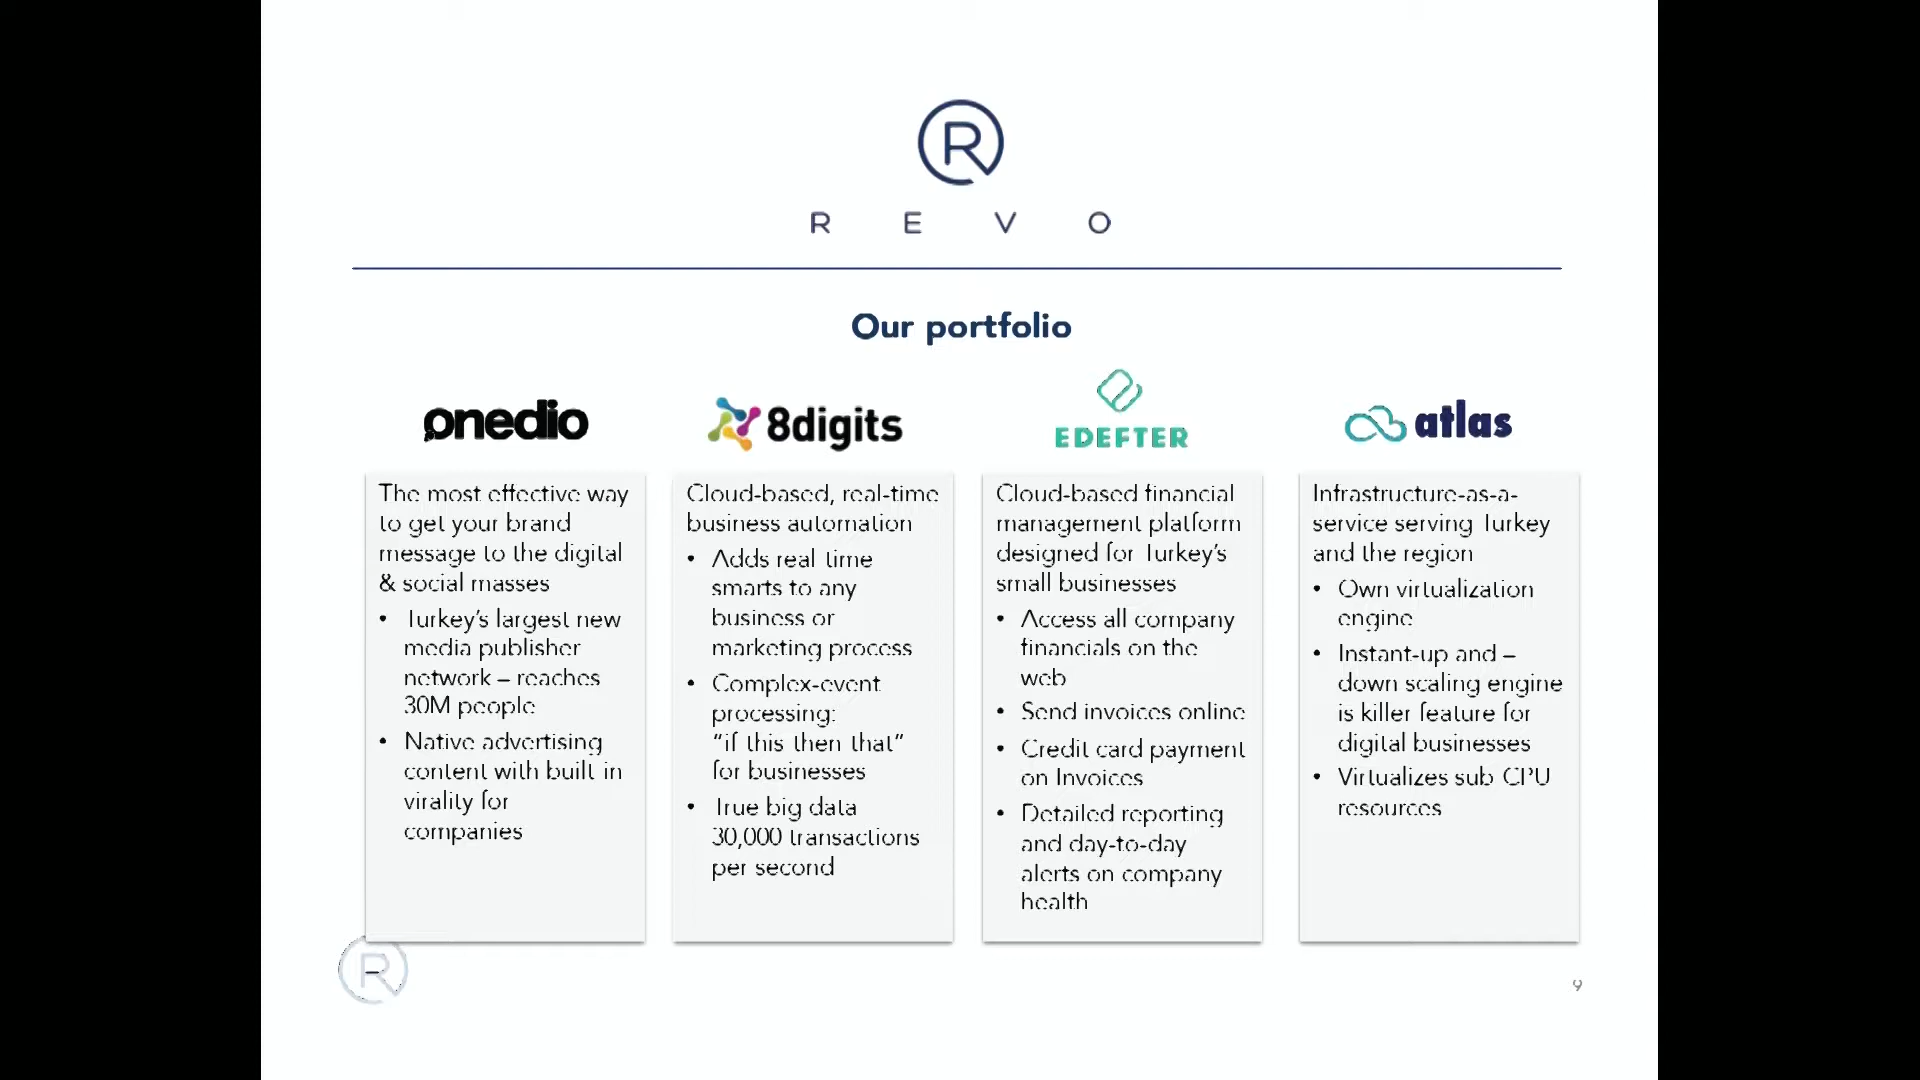 R
REVO
Our portfolio
onedio
The most effective way
to get your brand
message to the digital
& social masses
• Turkey's largest new
media publisher
network – reaches
30M people
• Native advertising
content with built in
virality for
companies
8digits
Cloud-based, real-time
business automation
• Adds real time
smarts to any
business or
marketing process
• Complex-event
processing:
"if this then that"
for businesses
• True big data
30,000 transactions
per second
EDEFTER
Cloud-based financial
management platform
designed for Turkey's
small businesses
• Access all company
financials on the
web
• Send invoices online
• Credit card payment
on Invoices
• Detailed reporting
and day-to-day
alerts on company
health
atlas
Infrastructure-as-a-
service serving Turkey
and the region
• Own virtualization
engine
• Instant-up and –
down scaling engine
is killer feature for
digital businesses
• Virtualizes sub CPU
resources
R
9